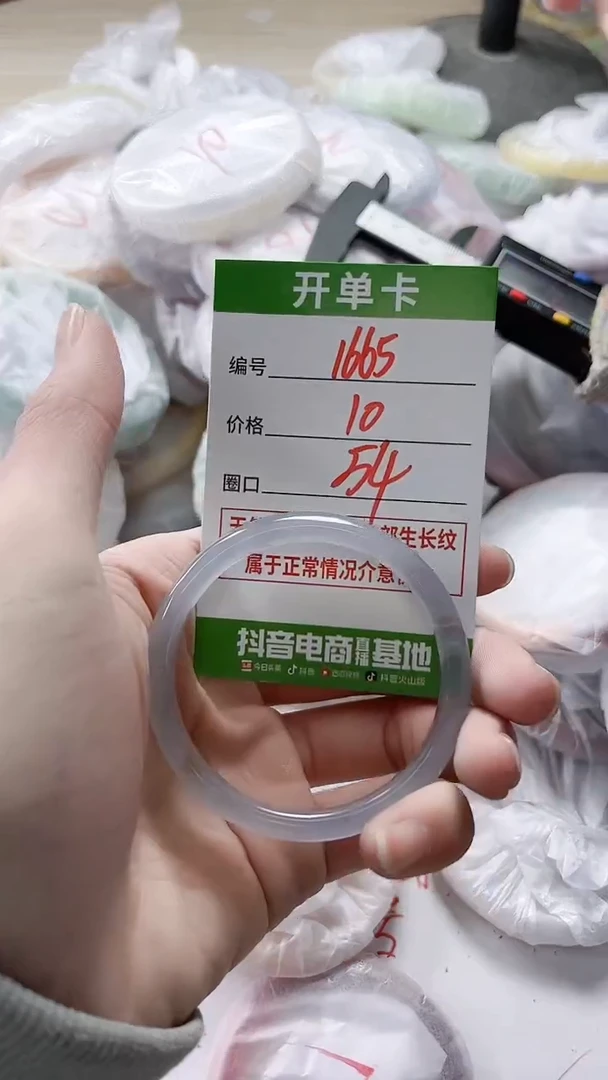 开单卡
编号 1665
价格 10
圈口 54
部生长纹
属于正常情况介意
抖音电商直播基地
今日头条 抖音 西瓜视频 抖音火山版